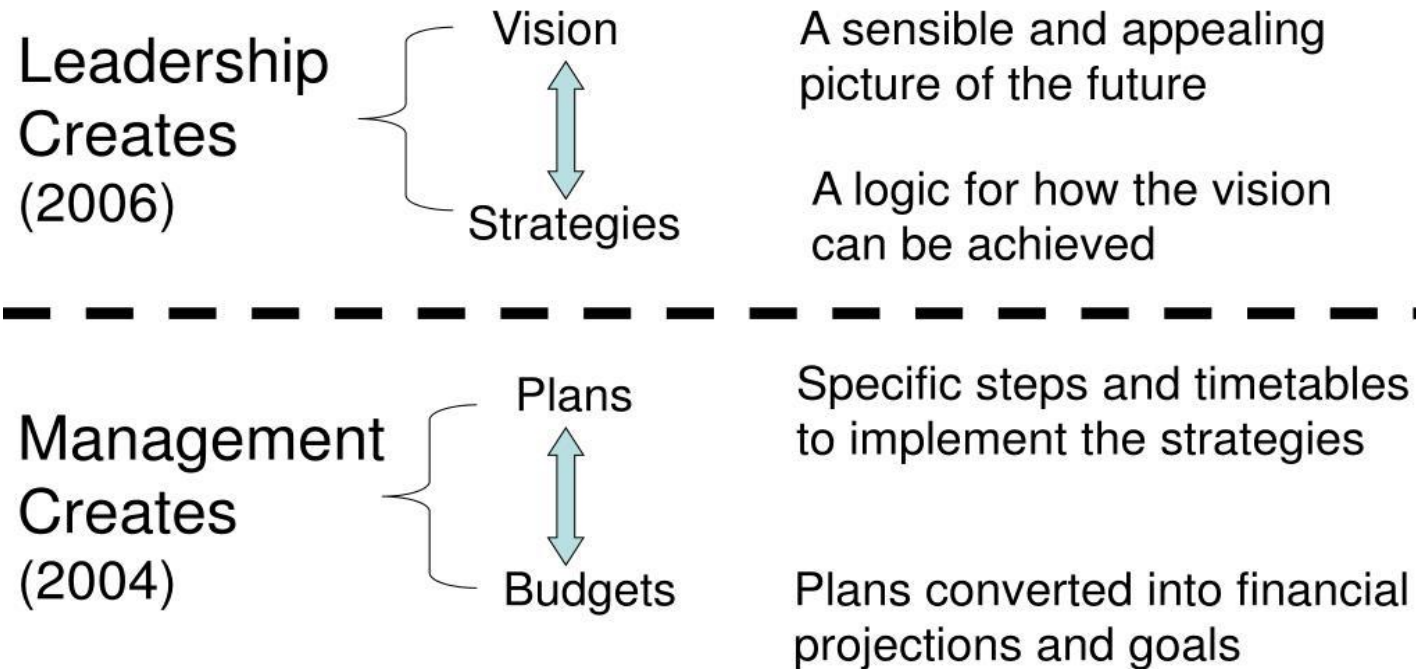 Leadership
Creates
(2006)
Vision
A sensible and appealing
picture of the future
Strategies
A logic for how the vision
can be achieved
Management
Creates
(2004)
Plans
Specific steps and timetables
to implement the strategies
Budgets
Plans converted into financial
projections and goals